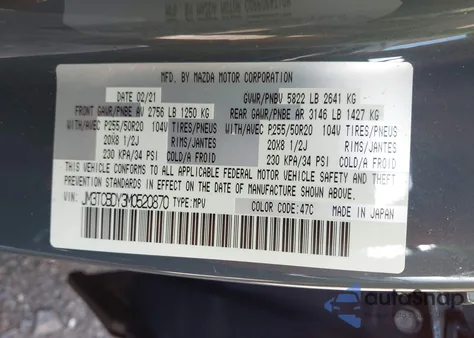 MFD. BY MAZDA MOTOR CORPORATION
DATE 02/21 GVWR/PNBV 5822 LB 2641 KG
FRONT GAWR/PNBE AV 2756 LB 1250 KG REAR GAWR/PNBE AR 3146 LB 1427 KG
WITH/AVEC P255/50R20 104V TIRES/PNEUS WITH/AVEC P255/50R20 104V TIRES/PNEUS
20X8 1/2J RIMS/JANTES 20X8 1/2J RIMS/JANTES
230 KPA/34 PSI COLD/A FROID 230 KPA/34 PSI COLD/A FROID
THIS VEHICLE CONFORMS TO ALL APPLICABLE FEDERAL MOTOR VEHICLE SAFETY AND THEFT
PREVENTION STANDARDS IN EFFECT ON THE DATE OF MANUFACTURE SHOWN ABOVE.
VIN: JM3TCBDY3M0520870 TYPE:MPV COLOR CODE:47C MADE IN JAPAN
autoSnap